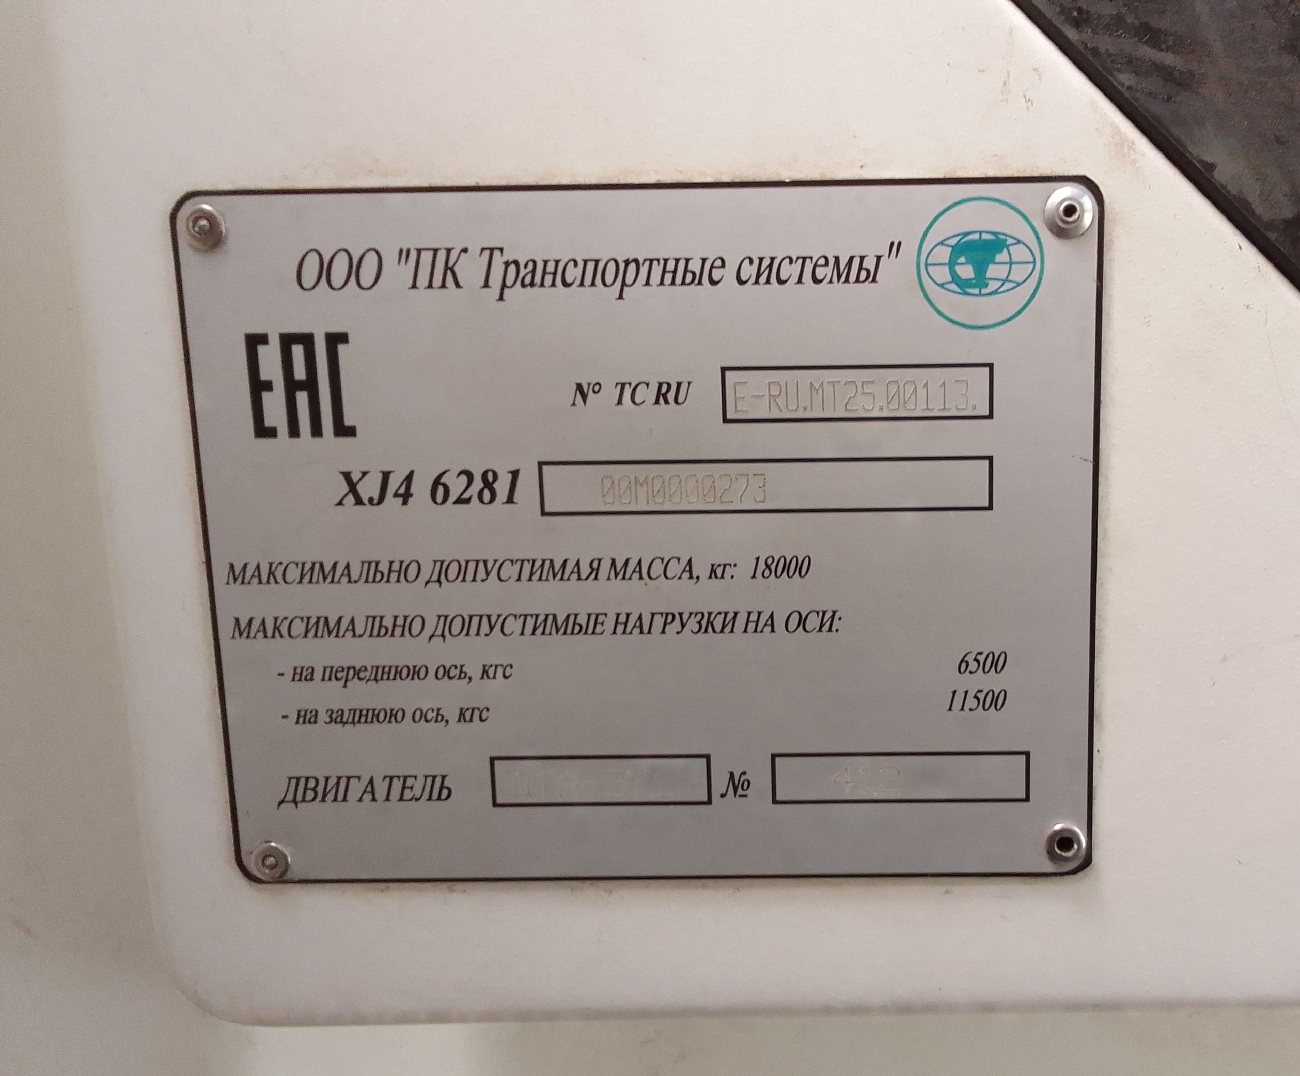 ООО "ПК Транспортные системы"
ЕАС
№ TC RU E-RU.MT25.00113.
XJ4 6281 00M0000273
МАКСИМАЛЬНО ДОПУСТИМАЯ МАССА, кг: 18000
МАКСИМАЛЬНО ДОПУСТИМЫЕ НАГРУЗКИ НА ОСИ:
- на переднюю ось, кгс 6500
- на заднюю ось, кгс 11500
ДВИГАТЕЛЬ №